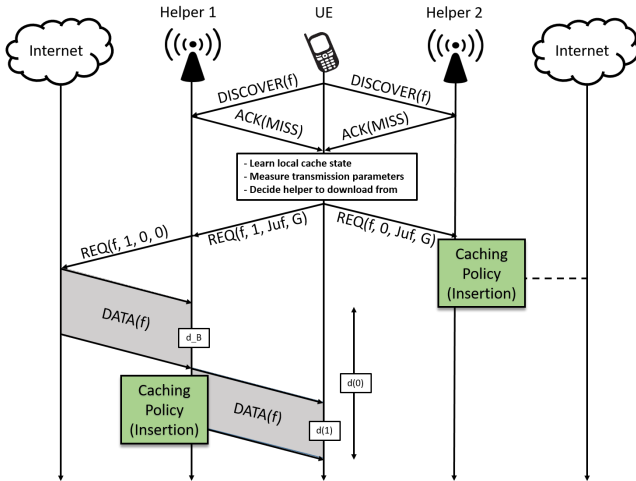 Helper 1
UE
Helper 2
Internet
Internet
DISCOVER(f)
DISCOVER(f)
ACK(MISS)
ACK(MISS)
- Learn local cache state
- Measure transmission parameters
- Decide helper to download from
REQ(f, 1, 0, 0)
REQ(f, 1, Juf, G)
REQ(f, 0, Juf, G)
Caching
Policy
(Insertion)
DATA(f)
d_B
d(0)
Caching
Policy
(Insertion)
DATA(f)
d(1)